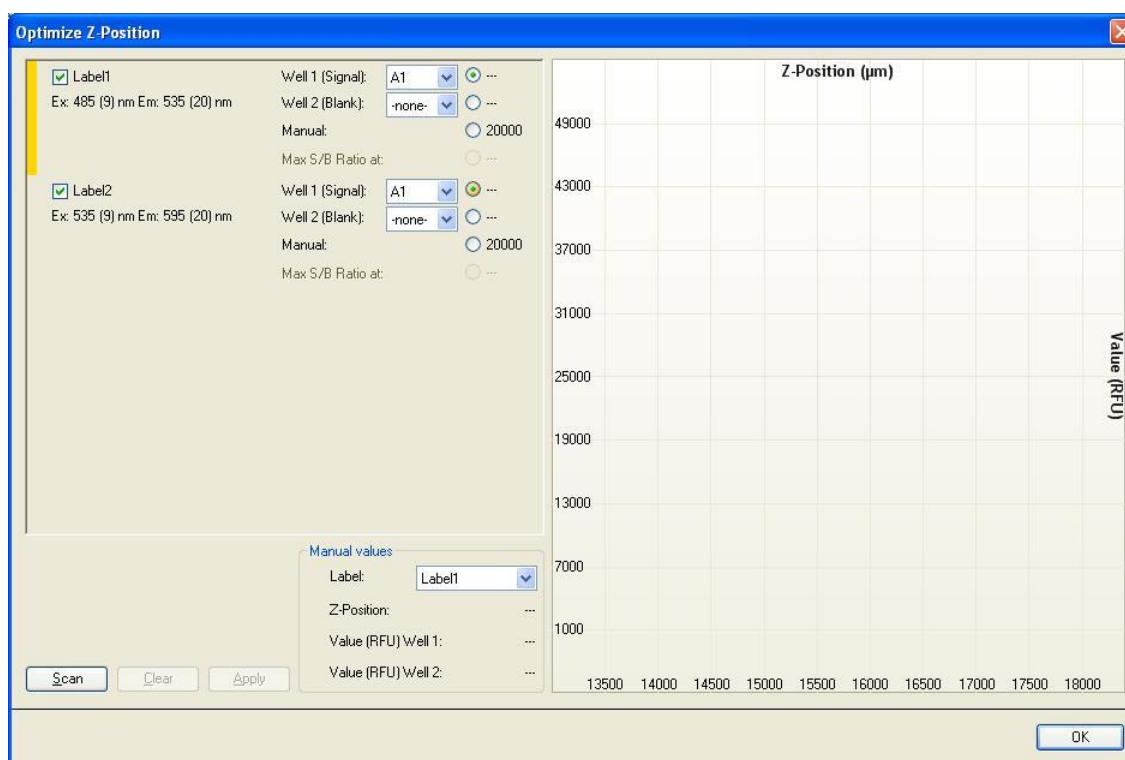 Optimize Z-Position
Label1
Well 1 (Signal): A1 ---
Ex: 485 (9) nm Em: 535 (20) nm
Well 2 (Blank): -none- ---
Manual: 20000
Max S/B Ratio at: ---
Label2
Well 1 (Signal): A1 ---
Ex: 535 (9) nm Em: 595 (20) nm
Well 2 (Blank): -none- ---
Manual: 20000
Max S/B Ratio at: ---
Manual values
Label: Label1
Z-Position: ---
Value (RFU) Well 1: ---
Value (RFU) Well 2: ---
Scan Clear Apply
Z-Position (µm)
49000
43000
37000
31000
25000
19000
13000
7000
1000
Value (RFU)
13500 14000 14500 15000 15500 16000 16500 17000 17500 18000
OK